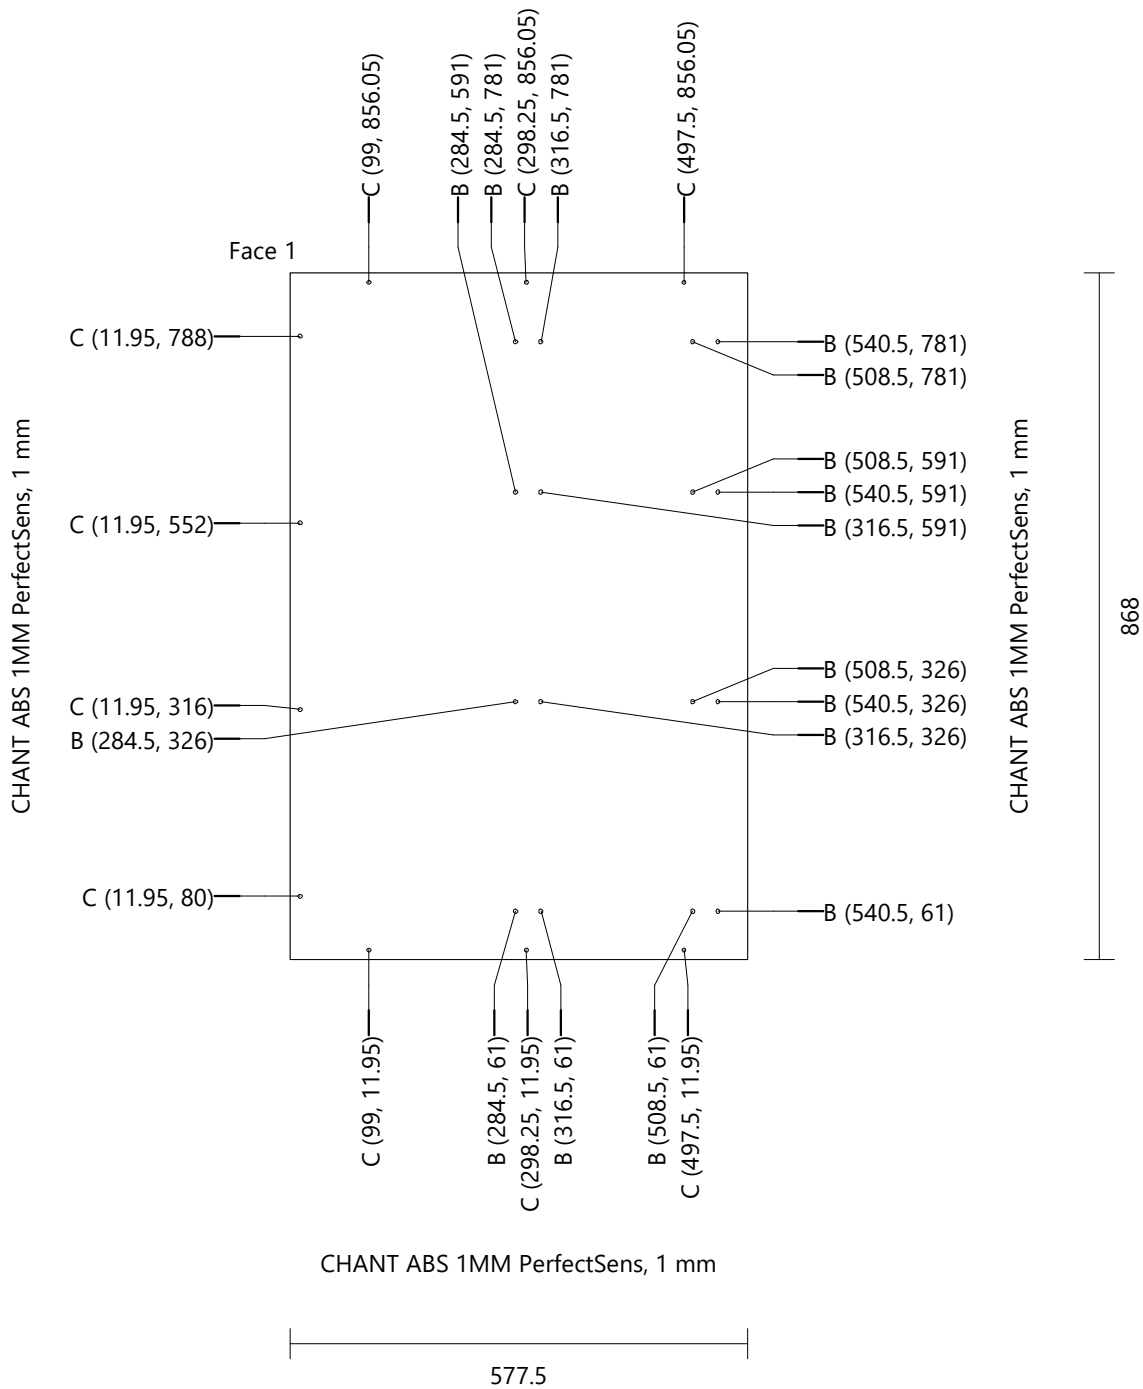 C (99, 856.05)
B (284.5, 591)
B (284.5, 781)
C (298.25, 856.05)
B (316.5, 781)
C (497.5, 856.05)
Face 1
C (11.95, 788)
C (11.95, 552)
C (11.95, 316)
B (284.5, 326)
C (11.95, 80)
CHANT ABS 1MM PerfectSens, 1 mm
B (540.5, 781)
B (508.5, 781)
B (508.5, 591)
B (540.5, 591)
B (316.5, 591)
B (508.5, 326)
B (540.5, 326)
B (316.5, 326)
B (540.5, 61)
CHANT ABS 1MM PerfectSens, 1 mm
868
C (99, 11.95)
B (284.5, 61)
C (298.25, 11.95)
B (316.5, 61)
B (508.5, 61)
C (497.5, 11.95)
CHANT ABS 1MM PerfectSens, 1 mm
577.5